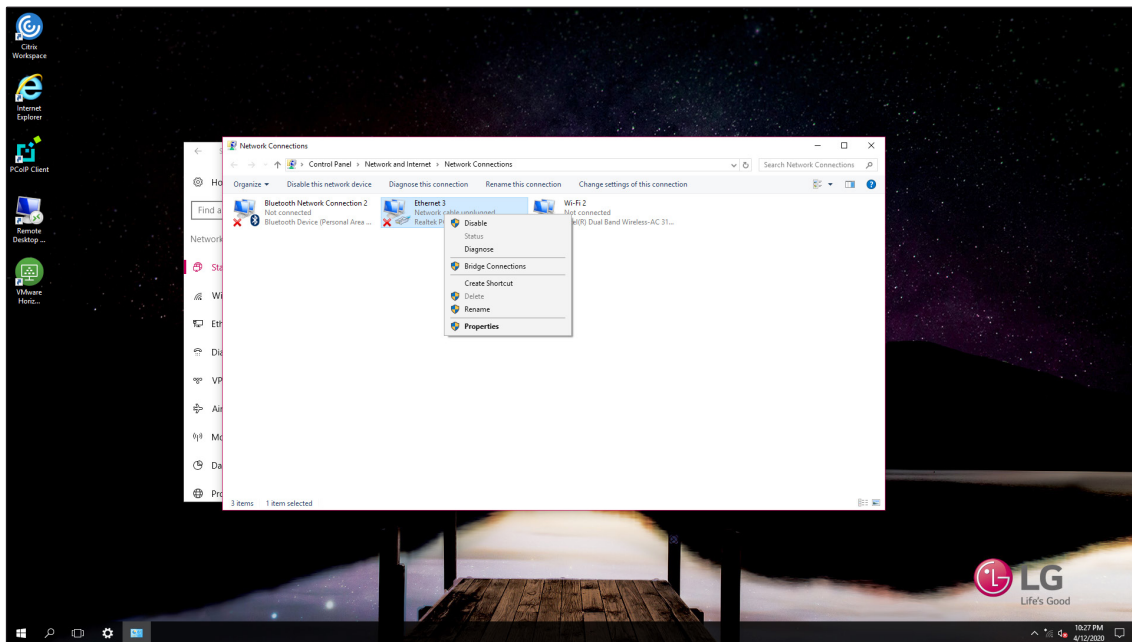 Citrix
Workspace
Internet
Explorer
PCoIP Client
Remote
Desktop ...
VMware
Horiz...
Network Connections
Control Panel > Network and Internet > Network Connections
Search Network Connections
Organize
Disable this network device
Diagnose this connection
Rename this connection
Change settings of this connection
Bluetooth Network Connection 2
Not connected
Bluetooth Device (Personal Area ...
Ethernet 3
Network cable unplugged
Realtek P
Wi-Fi 2
Not connected
el(R) Dual Band Wireless-AC 31...
Disable
Status
Diagnose
Bridge Connections
Create Shortcut
Delete
Rename
Properties
Ho
Find a
Network
Sta
Wi
Eth
Dia
VP
Air
Mo
Da
Pro
3 items
1 item selected
LG
Life's Good
10:27 PM
4/12/2020